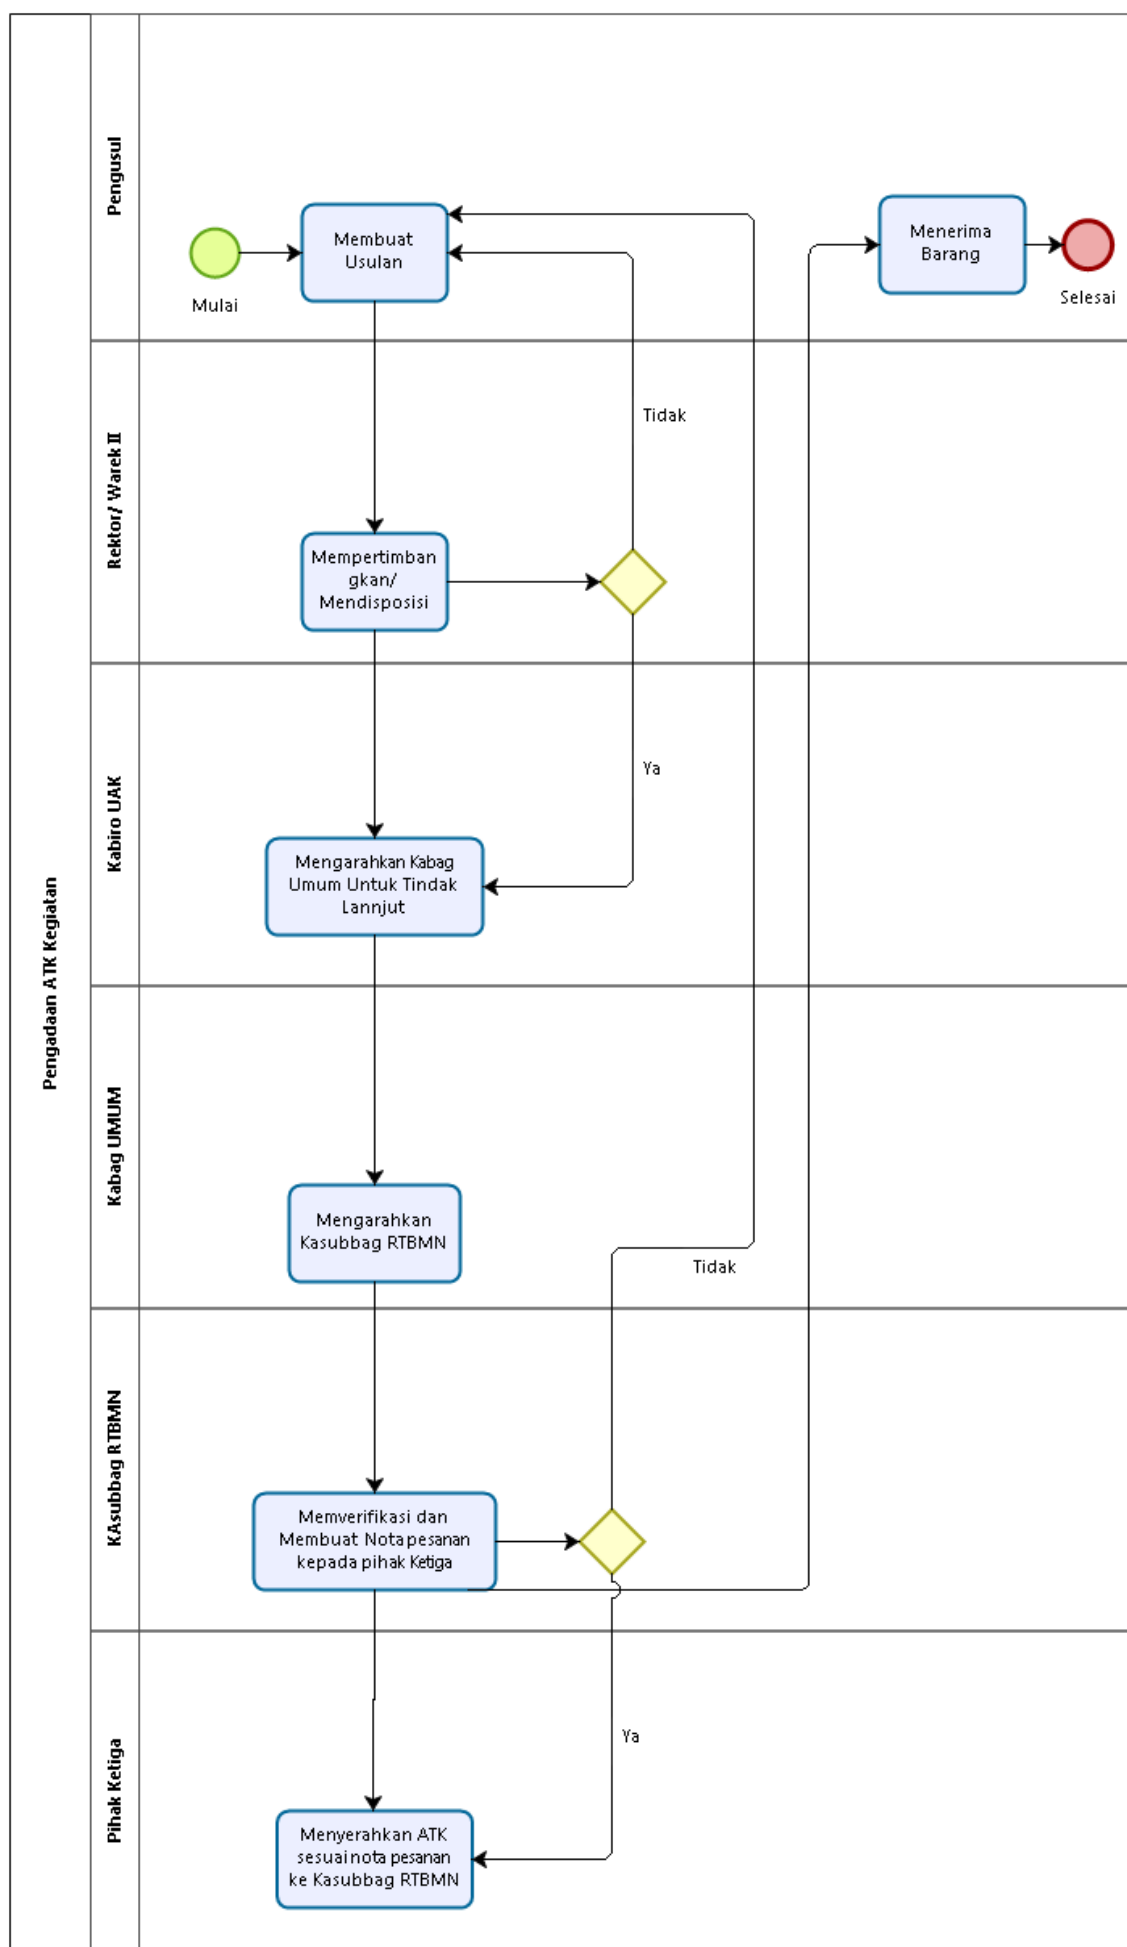 Pengadaan ATK Kegiatan
Pengusul
Mulai
Membuat
Usulan
Menerima
Barang
Selesai
Rektor/ Warek II
Tidak
Mempertimban
gkan/
Mendisposisi
Kabiro UAK
Ya
Mengarahkan Kabag
Umum Untuk Tindak
Lannjut
Kabag UMUM
Mengarahkan
Kasubbag RTBMN
Tidak
KAsubbag RTBMN
Memverifikasi dan
Membuat Nota pesanan
kepada pihak Ketiga
Pihak Ketiga
Ya
Menyerahkan ATK
sesuai nota pesanan
ke Kasubbag RTBMN